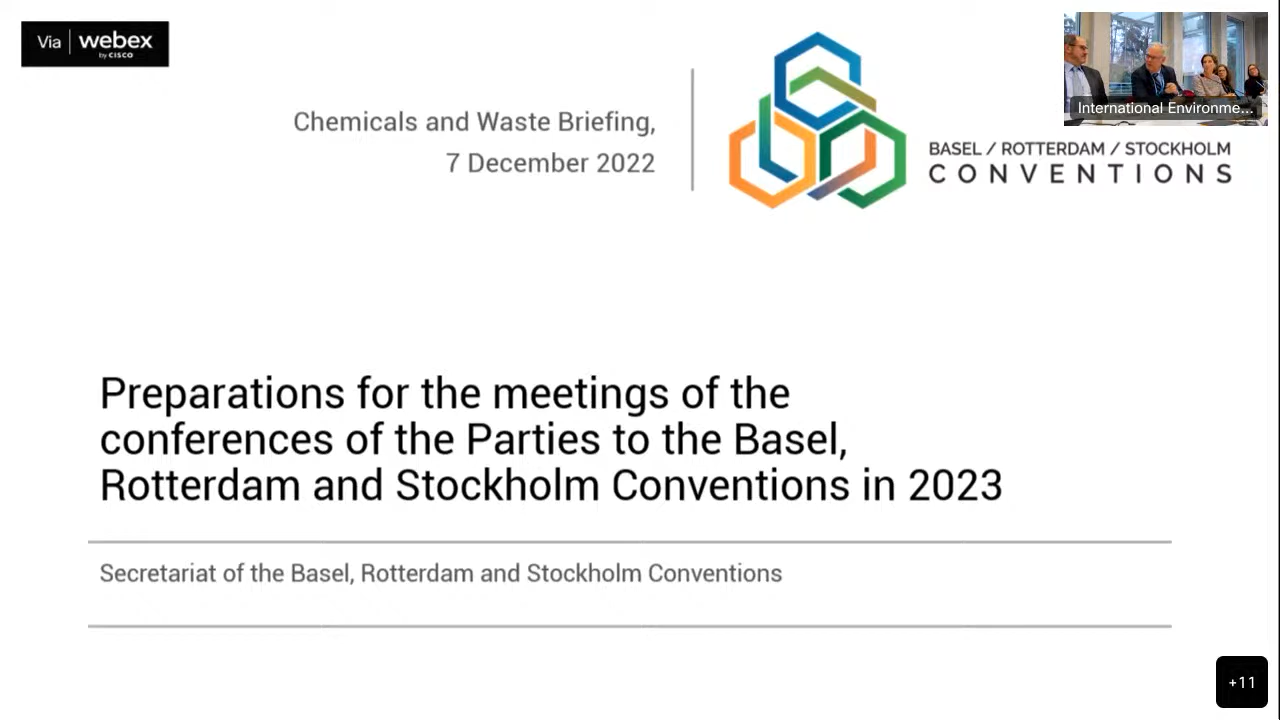 Via webex
by CISCO
Chemicals and Waste Briefing,
7 December 2022
BASEL / ROTTERDAM / STOCKHOLM
CONVENTIONS
International Environme...
Preparations for the meetings of the
conferences of the Parties to the Basel,
Rotterdam and Stockholm Conventions in 2023
Secretariat of the Basel, Rotterdam and Stockholm Conventions
+11